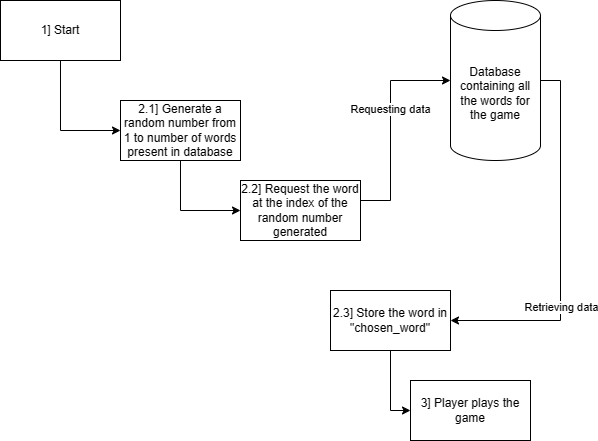 1] Start
2.1] Generate a
random number from
1 to number of words
present in database
2.2] Request the word
at the index of the
random number
generated
Requesting data
Database
containing all
the words for
the game
Retrieving data
2.3] Store the word in
"chosen_word"
3] Player plays the
game